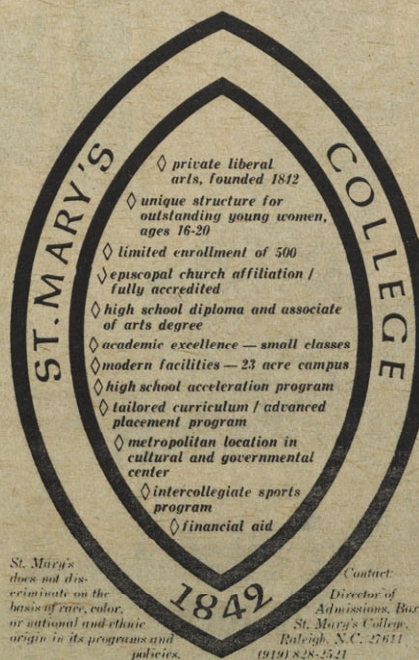 ST. MARY'S
COLLEGE
◊ private liberal
arts, founded 1842
◊ unique structure for
outstanding young women,
ages 16-20
◊ limited enrollment of 500
◊ episcopal church affiliation /
fully accredited
◊ high school diploma and associate
of arts degree
◊ academic excellence — small classes
◊ modern facilities — 23 acre campus
◊ high school acceleration program
◊ tailored curriculum / advanced
placement program
◊ metropolitan location in
cultural and governmental
center
◊ intercollegiate sports
program
◊ financial aid
1842
St. Mary's
does not dis-
criminate on the
basis of race, color,
or national and ethnic
origin in its programs and
policies.
Contact:
Director of
Admissions, Box
St. Mary's College,
Raleigh, N.C. 27611
(919) 828-2521